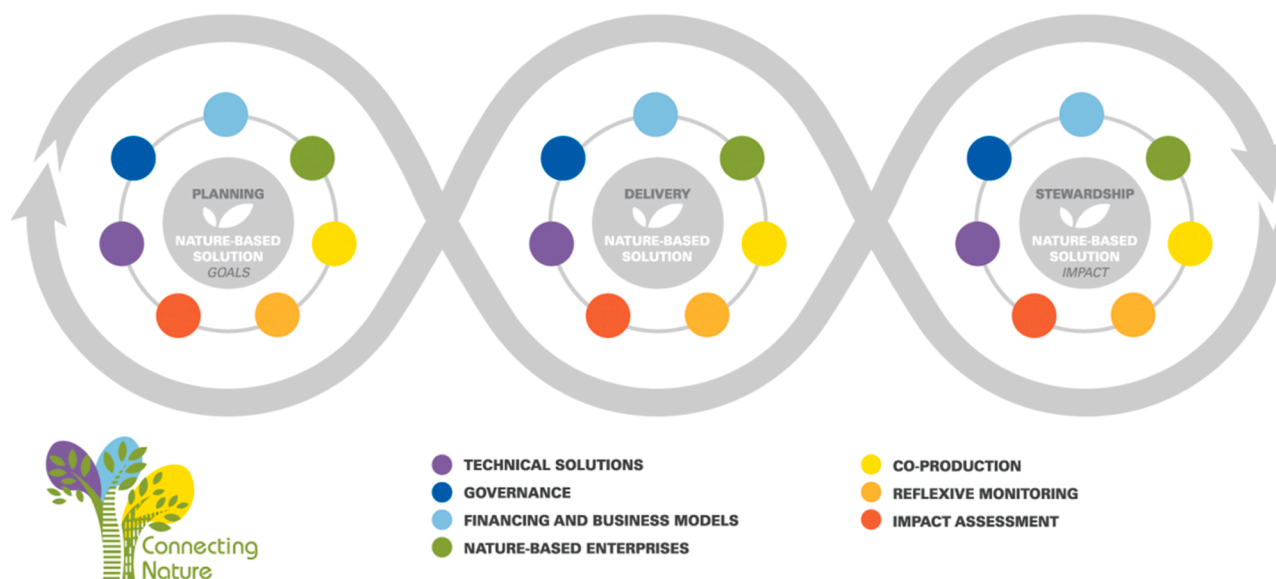 PLANNING
NATURE-BASED
SOLUTION
GOALS
DELIVERY
NATURE-BASED
SOLUTION
STEWARDSHIP
NATURE-BASED
SOLUTION
IMPACT
Connecting
Nature
TECHNICAL SOLUTIONS
GOVERNANCE
FINANCING AND BUSINESS MODELS
NATURE-BASED ENTERPRISES
CO-PRODUCTION
REFLEXIVE MONITORING
IMPACT ASSESSMENT